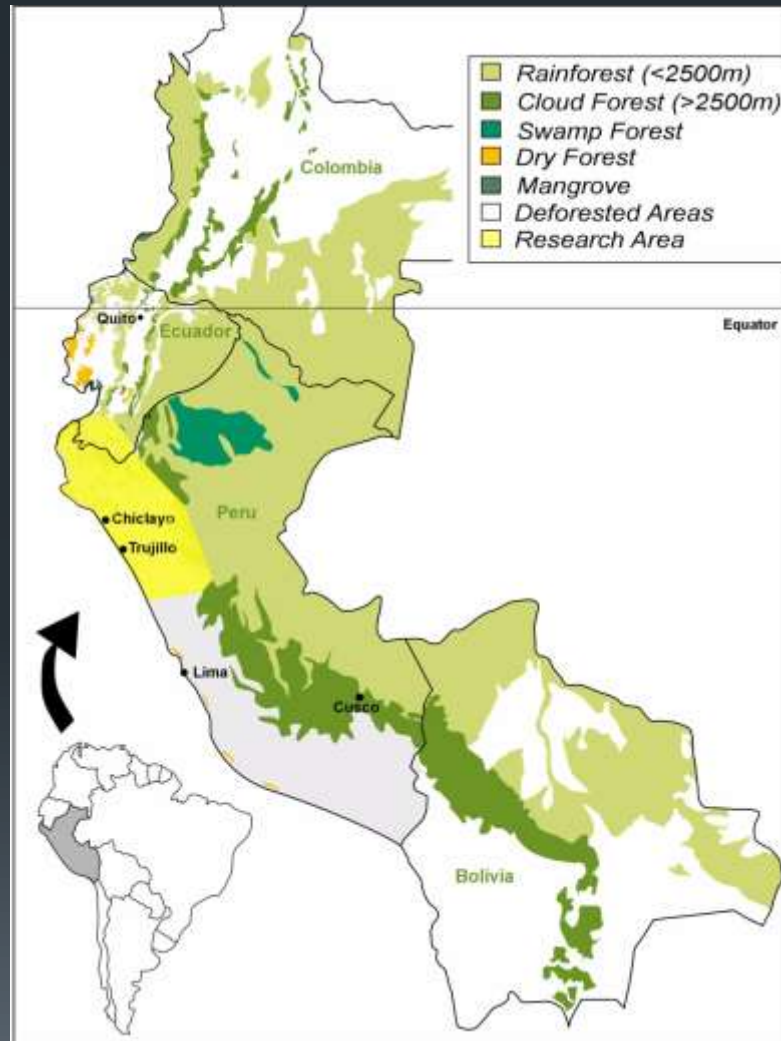 Rainforest (<2500m)
Cloud Forest (>2500m)
Swamp Forest
Dry Forest
Mangrove
Deforested Areas
Research Area
Colombia
Equator
Quito
Ecuador
Peru
Chiclayo
Trujillo
Lima
Cusco
Bolivia